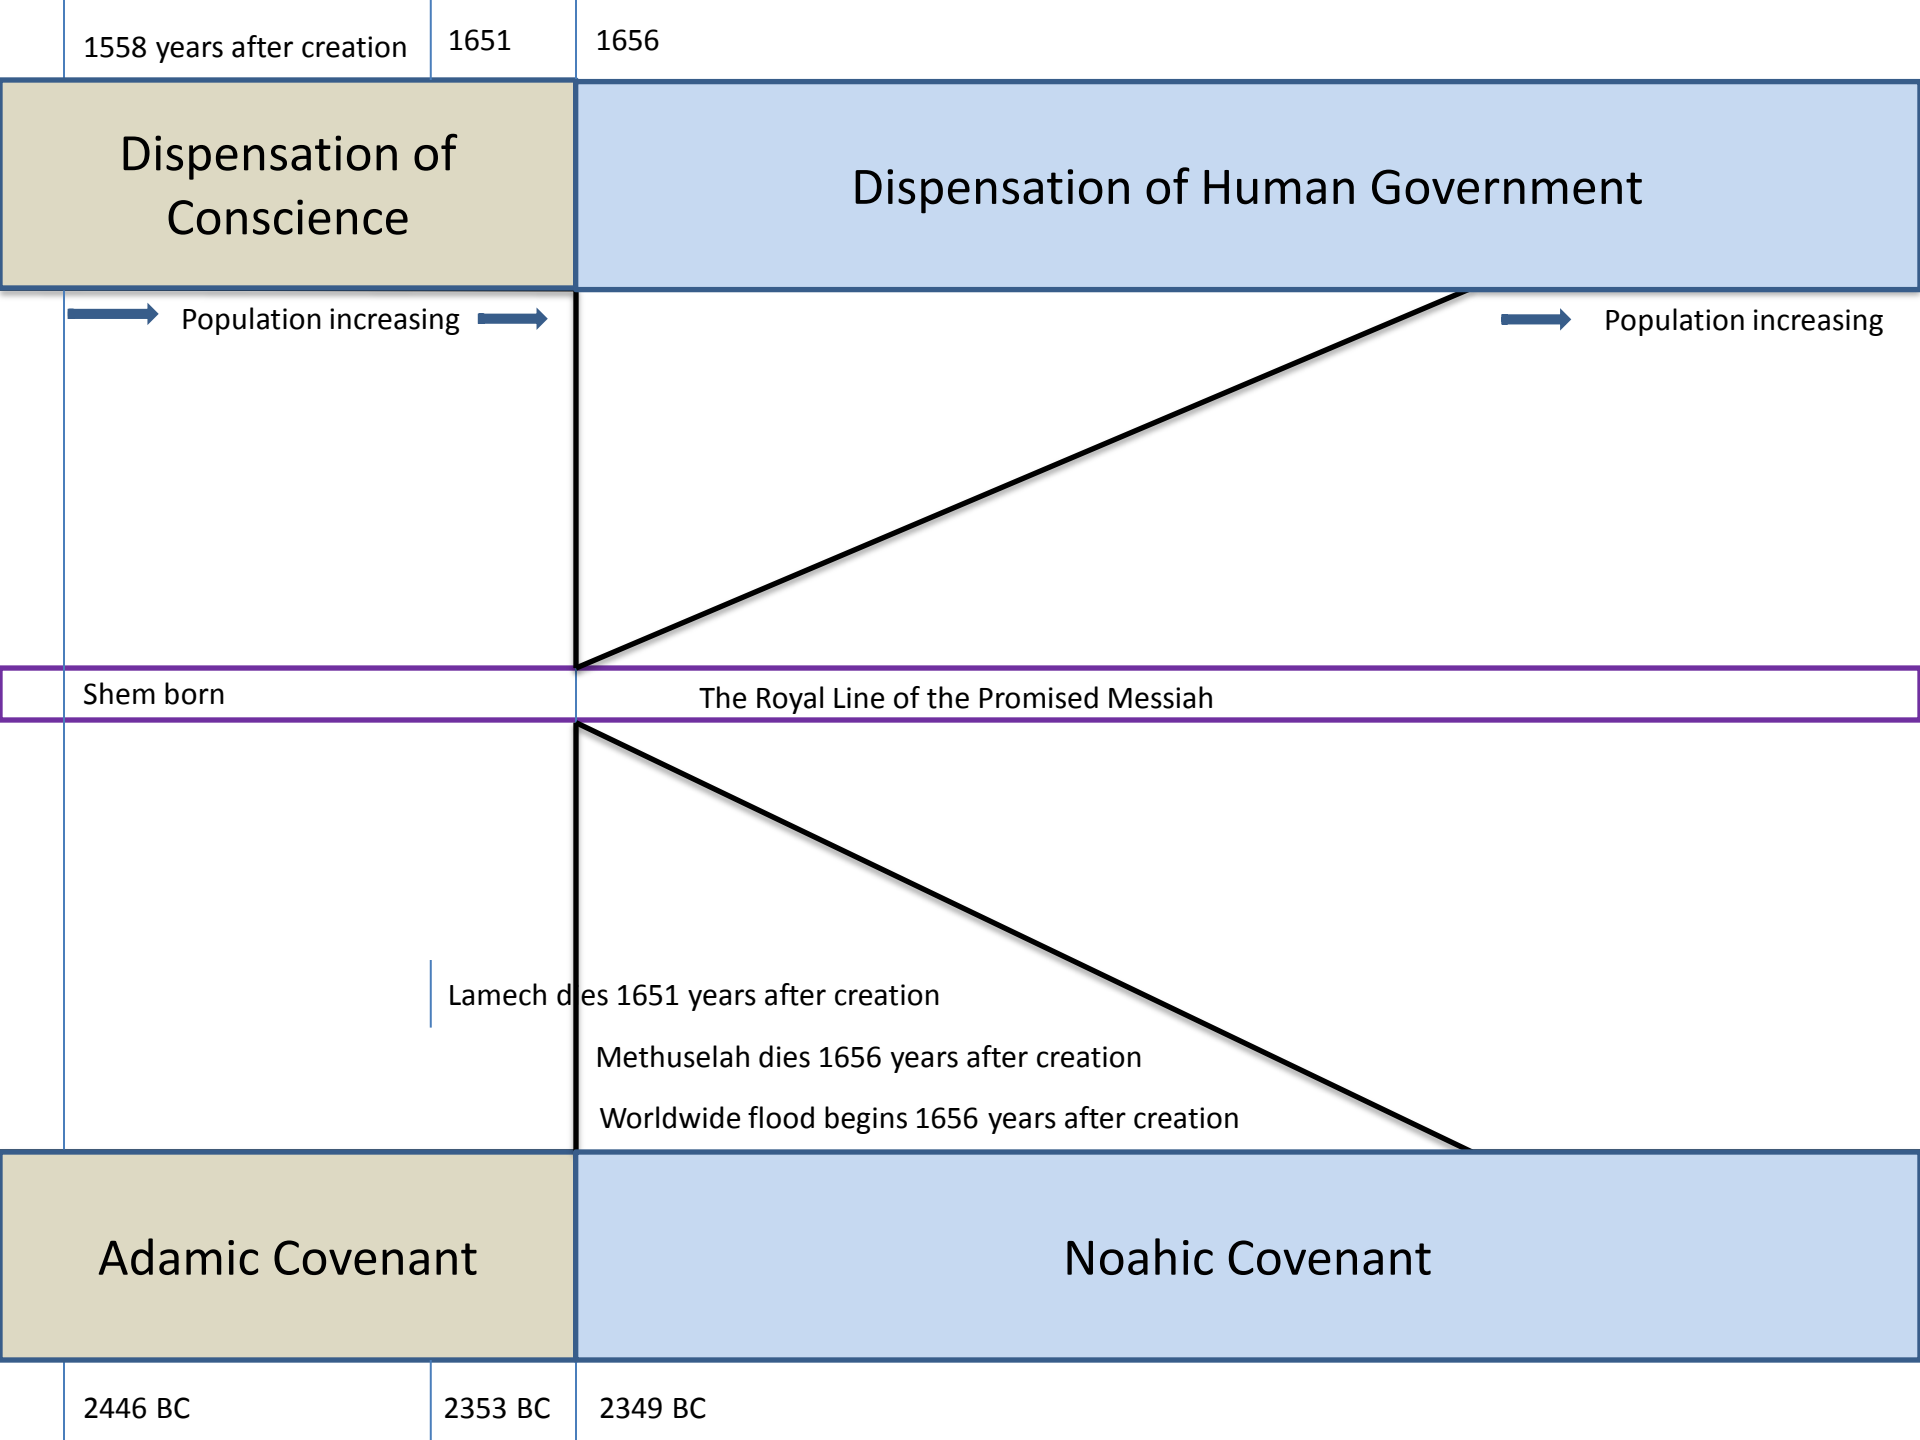 1558 years after creation
1651
1656
Dispensation of
Conscience
Dispensation of Human Government
Population increasing
Population increasing
Shem born
The Royal Line of the Promised Messiah
Lamech dies 1651 years after creation
Methuselah dies 1656 years after creation
Worldwide flood begins 1656 years after creation
Adamic Covenant
Noahic Covenant
2446 BC
2353 BC
2349 BC